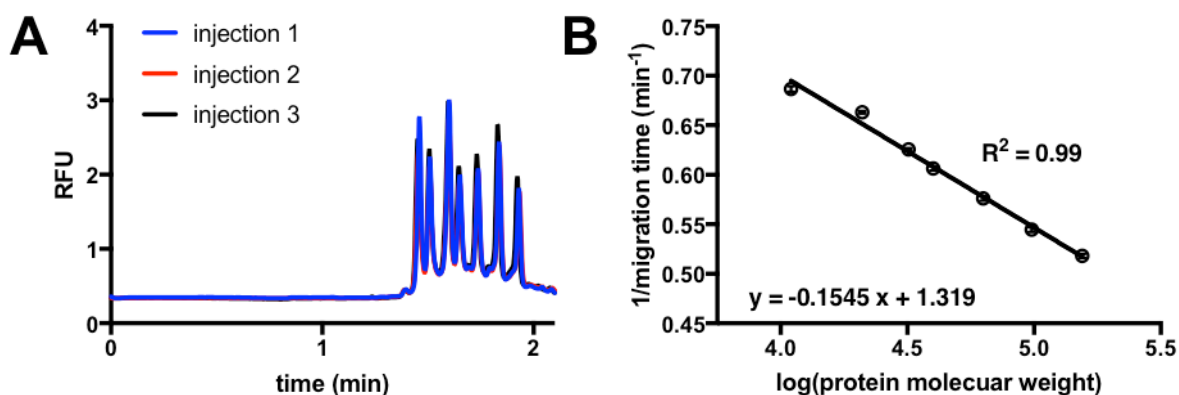 A
4
3
2
1
0
RFU
injection 1
injection 2
injection 3
0
1
2
time (min)
B
0.75
0.70
0.65
0.60
0.55
0.50
0.45
1/migration time (min⁻¹)
R² = 0.99
y = -0.1545 x + 1.319
4.0
4.5
5.0
5.5
log(protein molecuar weight)